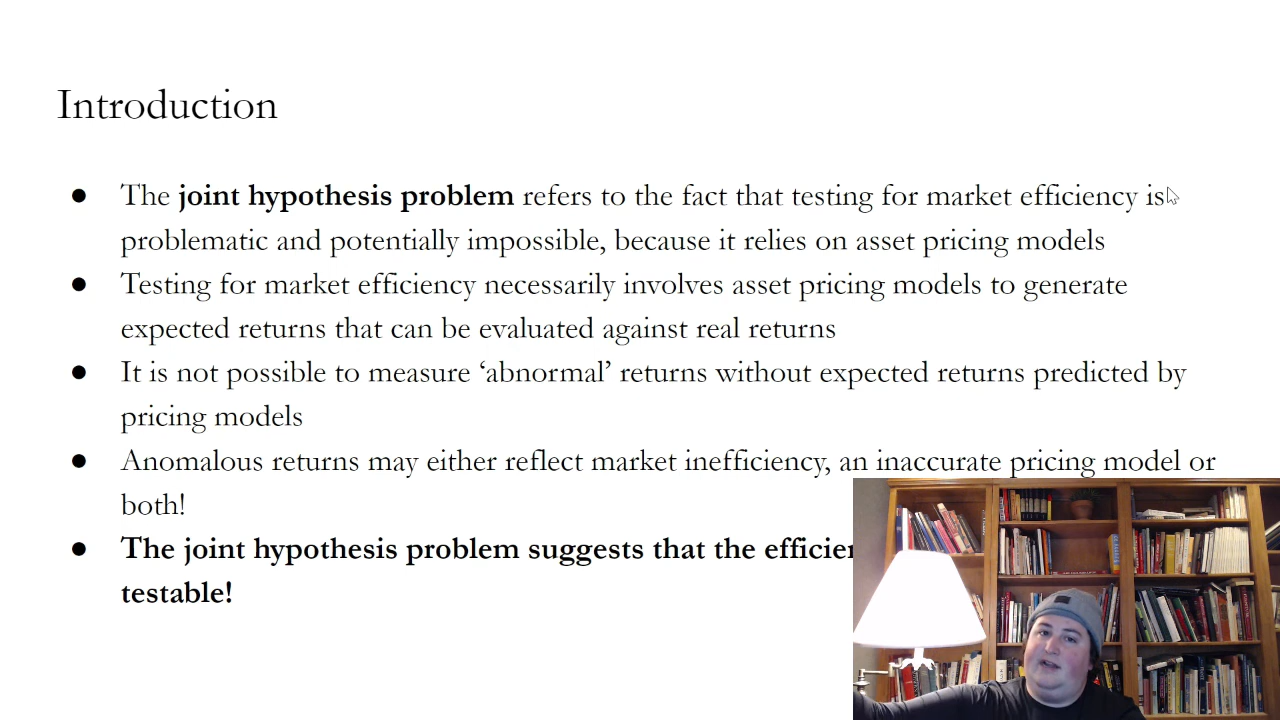 Introduction
● The joint hypothesis problem refers to the fact that testing for market efficiency is
problematic and potentially impossible, because it relies on asset pricing models
● Testing for market efficiency necessarily involves asset pricing models to generate
expected returns that can be evaluated against real returns
● It is not possible to measure ‘abnormal’ returns without expected returns predicted by
pricing models
● Anomalous returns may either reflect market inefficiency, an inaccurate pricing model or
both!
● The joint hypothesis problem suggests that the
testable!